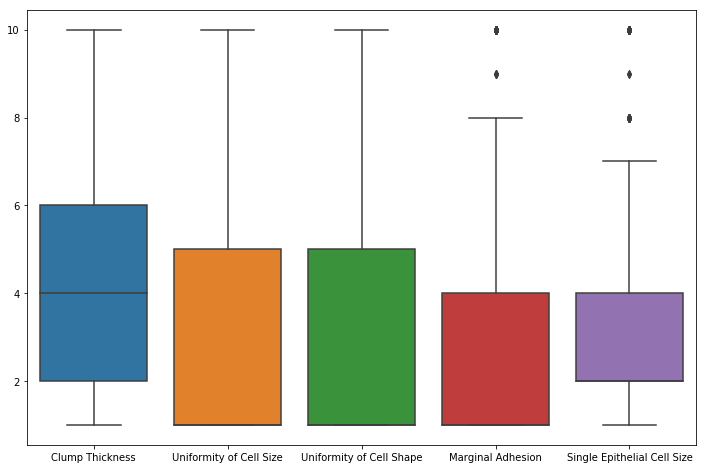 10
8
6
4
2
Clump Thickness
Uniformity of Cell Size
Uniformity of Cell Shape
Marginal Adhesion
Single Epithelial Cell Size